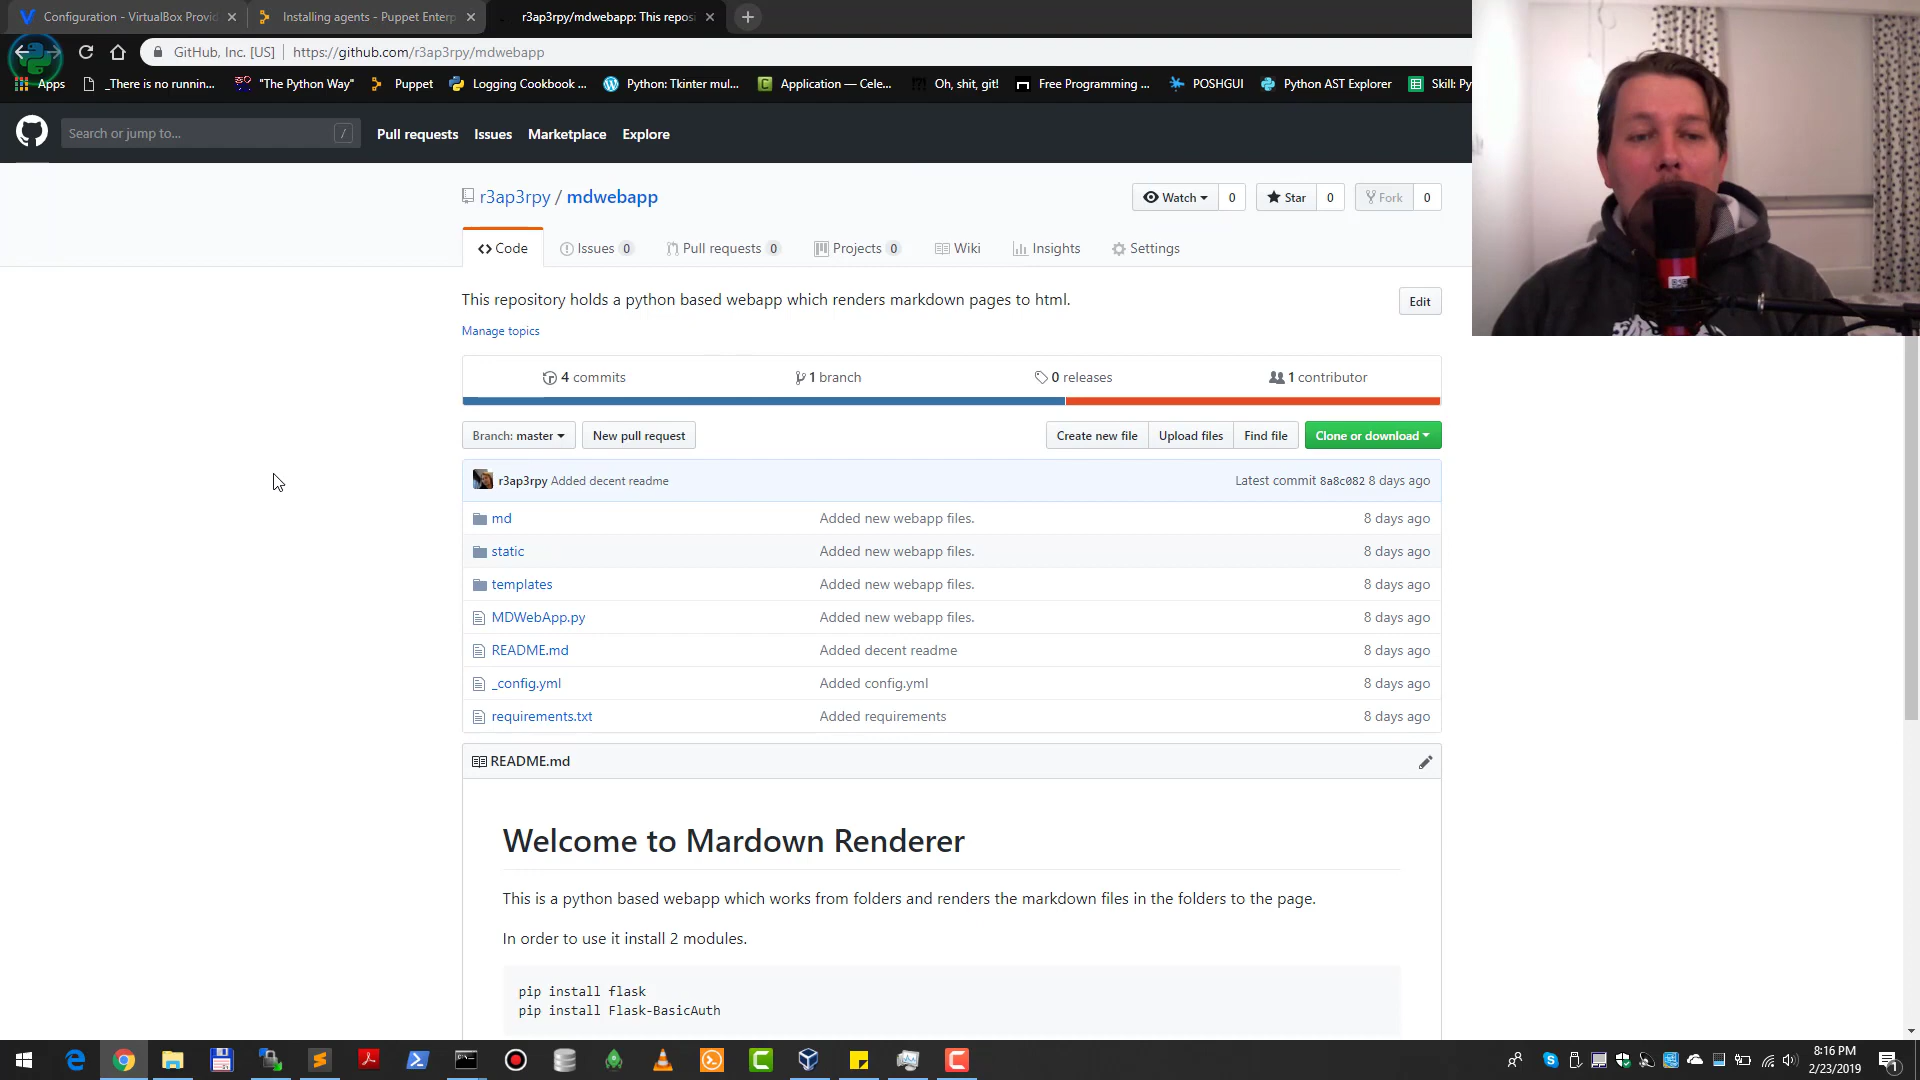 Configuration - VirtualBox Provid
Installing agents - Puppet Enterp
r3ap3rpy/mdwebapp: This reposi
GitHub, Inc. [US]
https://github.com/r3ap3rpy/mdwebapp
Apps
_There is no runnin...
"The Python Way"
Puppet
Logging Cookbook ...
Python: Tkinter mul...
Application — Cele...
Oh, shit, git!
Free Programming ...
POSHGUI
Python AST Explorer
Skill: Py
Search or jump to...
/
Pull requests
Issues
Marketplace
Explore
r3ap3rpy / mdwebapp
Watch 0
Star 0
Fork 0
Code
Issues 0
Pull requests 0
Projects 0
Wiki
Insights
Settings
This repository holds a python based webapp which renders markdown pages to html.
Edit
Manage topics
4 commits
1 branch
0 releases
1 contributor
Branch: master
New pull request
Create new file
Upload files
Find file
Clone or download
r3ap3rpy Added decent readme
Latest commit 8a8c082 8 days ago
md Added new webapp files. 8 days ago
static Added new webapp files. 8 days ago
templates Added new webapp files. 8 days ago
MDWebApp.py Added new webapp files. 8 days ago
README.md Added decent readme 8 days ago
_config.yml Added config.yml 8 days ago
requirements.txt Added requirements 8 days ago
README.md
Welcome to Mardown Renderer
This is a python based webapp which works from folders and renders the markdown files in the folders to the page.
In order to use it install 2 modules.
pip install flask
pip install Flask-BasicAuth
8:16 PM
2/23/2019
1